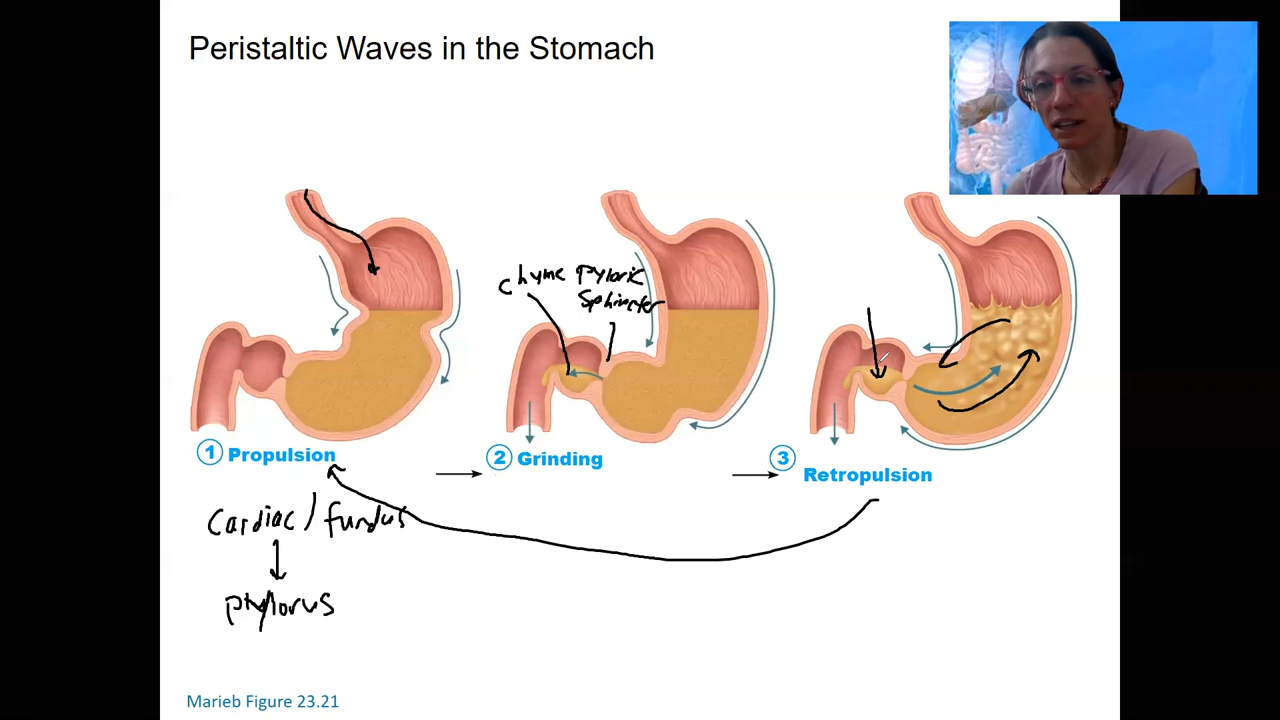 Peristaltic Waves in the Stomach
chyme
Pyloric
Sphincter
1 Propulsion
2 Grinding
3 Retropulsion
Cardiac / fundus
Marieb Figure 23.21